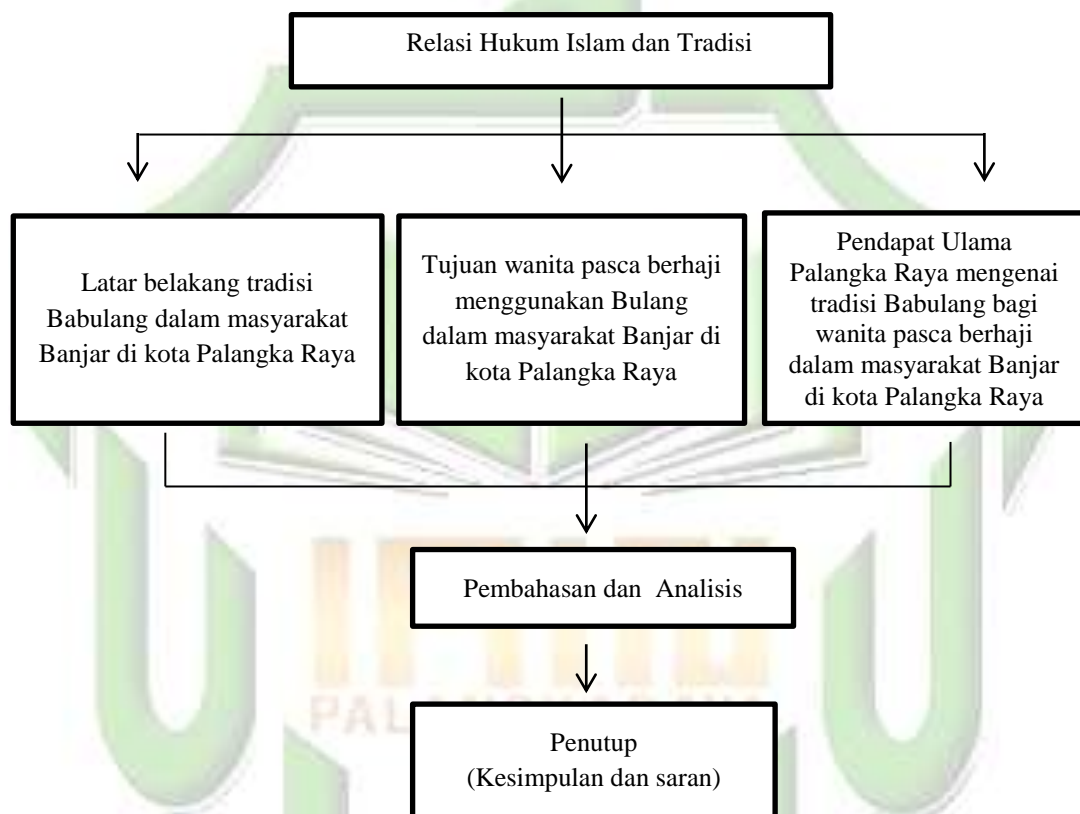 Relasi Hukum Islam dan Tradisi
Latar belakang tradisi
Babulang dalam masyarakat
Banjar di kota Palangka Raya
Tujuan wanita pasca berhaji
menggunakan Bulang
dalam masyarakat Banjar di
kota Palangka Raya
Pendapat Ulama
Palangka Raya mengenai
tradisi Babulang bagi
wanita pasca berhaji
dalam masyarakat Banjar
di kota Palangka Raya
Pembahasan dan Analisis
Penutup
(Kesimpulan dan saran)